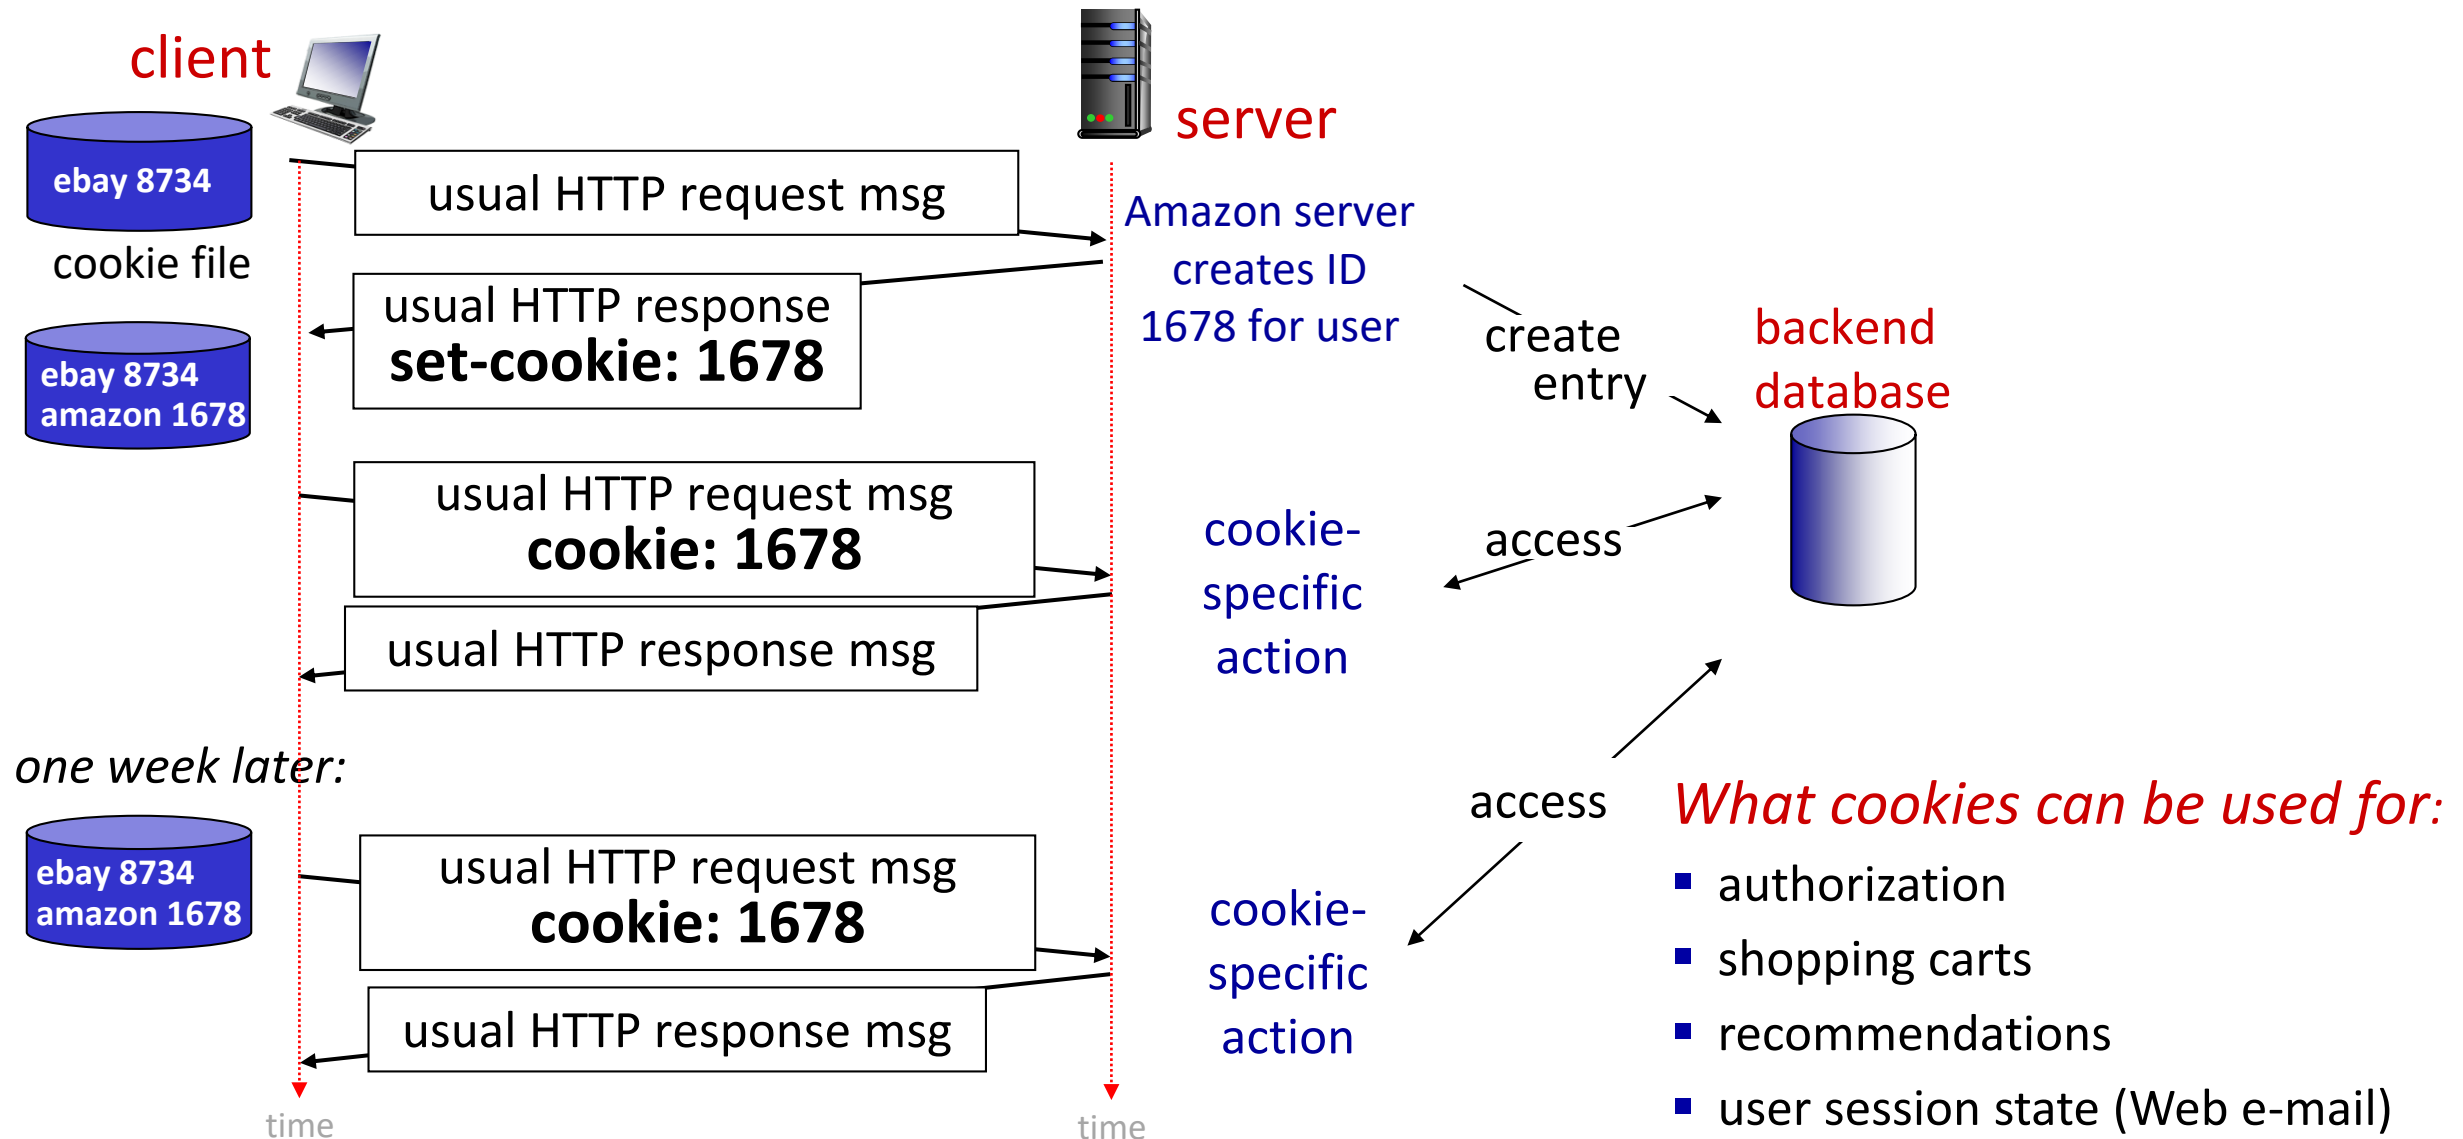 client
server
ebay 8734
cookie file
usual HTTP request msg
Amazon server
creates ID
1678 for user
usual HTTP response
set-cookie: 1678
create
entry
backend
database
ebay 8734
amazon 1678
usual HTTP request msg
cookie: 1678
cookie-
specific
action
access
usual HTTP response msg
one week later:
access
ebay 8734
amazon 1678
usual HTTP request msg
cookie: 1678
cookie-
specific
action
usual HTTP response msg
time
time
What cookies can be used for:
▪ authorization
▪ shopping carts
▪ recommendations
▪ user session state (Web e-mail)